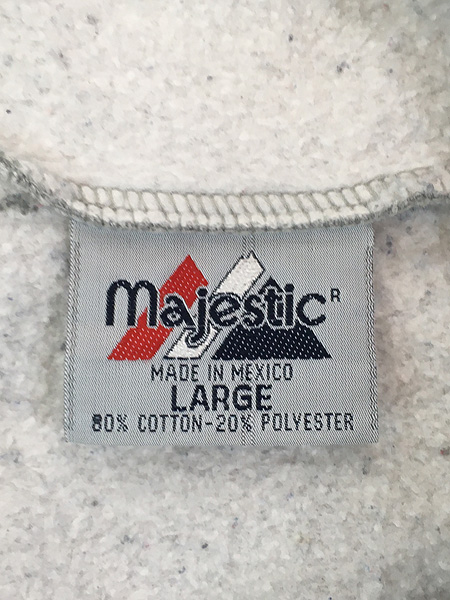 Majestic R
MADE IN MEXICO
LARGE
80% COTTON-20% POLYESTER